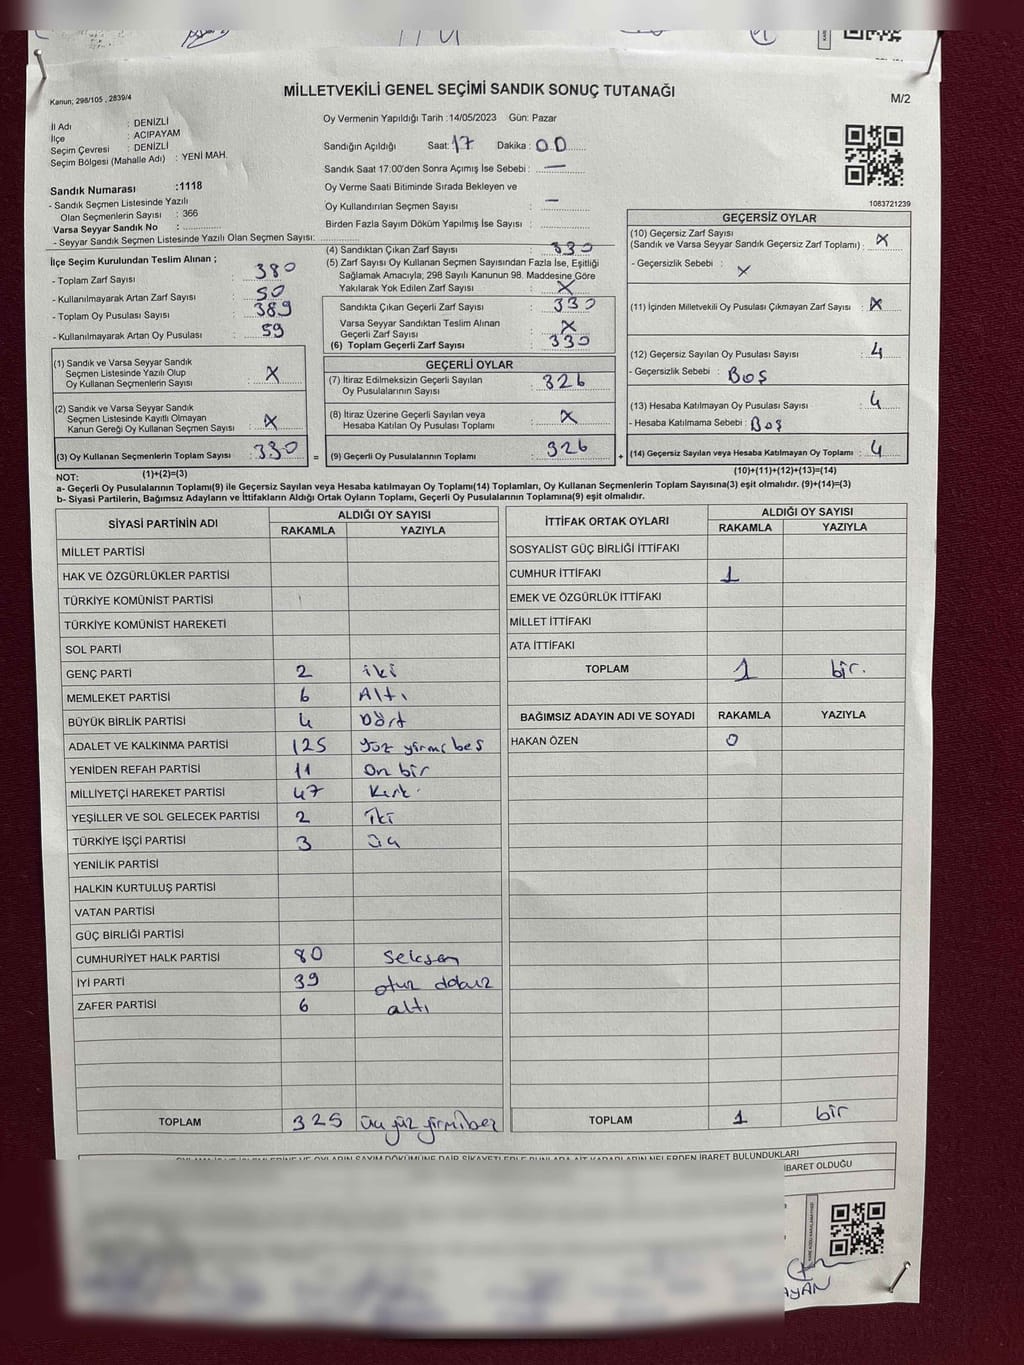 MİLLETVEKİLİ GENEL SEÇİMİ SANDIK SONUÇ TUTANAĞI
M/2
Kanun; 298/105 , 2839/4
İl Adı : DENİZLİ
İlçe : ACIPAYAM
Seçim Çevresi : DENİZLİ
Seçim Bölgesi (Mahalle Adı) : YENİ MAH.
Sandık Numarası :1118
- Sandık Seçmen Listesinde Yazılı
Olan Seçmenlerin Sayısı : 366
Varsa Seyyar Sandık No :
- Seyyar Sandık Seçmen Listesinde Yazılı Olan Seçmen Sayısı:
Oy Vermenin Yapıldığı Tarih :14/05/2023 Gün: Pazar
Sandığın Açıldığı Saat: 17 Dakika : 00
Sandık Saat 17:00'den Sonra Açımış İse Sebebi : —
Oy Verme Saati Bitiminde Sırada Bekleyen ve
Oy Kullandırılan Seçmen Sayısı : —
Birden Fazla Sayım Döküm Yapılmış İse Sayısı :
1083721239
İlçe Seçim Kurulundan Teslim Alınan ;
- Toplam Zarf Sayısı : 380
- Kullanılmayarak Artan Zarf Sayısı : 50
- Toplam Oy Pusulası Sayısı : 389
- Kullanılmayarak Artan Oy Pusulası : 59
(1) Sandık ve Varsa Seyyar Sandık
Seçmen Listesinde Yazılı Olup
Oy Kullanan Seçmenlerin Sayısı : X
(2) Sandık ve Varsa Seyyar Sandık
Seçmen Listesinde Kayıtlı Olmayan
Kanun Gereği Oy Kullanan Seçmen Sayısı : X
(3) Oy Kullanan Seçmenlerin Toplam Sayısı : 330
(4) Sandıktan Çıkan Zarf Sayısı : 330
(5) Zarf Sayısı Oy Kullanan Seçmen Sayısından Fazla İse, Eşitliği
Sağlamak Amacıyla; 298 Sayılı Kanunun 98. Maddesine Göre
Yakılarak Yok Edilen Zarf Sayısı : X
Sandıkta Çıkan Geçerli Zarf Sayısı : 330
Varsa Seyyar Sandıktan Teslim Alınan
Geçerli Zarf Sayısı : X
(6) Toplam Geçerli Zarf Sayısı : 330
GEÇERLİ OYLAR
(7) İtiraz Edilmeksizin Geçerli Sayılan
Oy Pusulalarının Sayısı : 326
(8) İtiraz Üzerine Geçerli Sayılan veya
Hesaba Katılan Oy Pusulaları Toplamı : X
= (9) Geçerli Oy Pusulalarının Toplamı : 326
GEÇERSİZ OYLAR
(10) Geçersiz Zarf Sayısı
(Sandık ve Varsa Seyyar Sandık Geçersiz Zarf Toplamı) : X
- Geçersizlik Sebebi : X
(11) İçinden Milletvekili Oy Pusulası Çıkmayan Zarf Sayısı : X
(12) Geçersiz Sayılan Oy Pusulası Sayısı : 4
- Geçersizlik Sebebi : Boş
(13) Hesaba Katılmayan Oy Pusulası Sayısı : 4
- Hesaba Katılmama Sebebi : Boş
+ (14) Geçersiz Sayılan veya Hesaba Katılmayan Oy Toplamı : 4
NOT: (1)+(2)=(3)
(10)+(11)+(12)+(13)=(14)
a- Geçerli Oy Pusulalarının Toplamı(9) ile Geçersiz Sayılan veya Hesaba katılmayan Oy Toplamı(14) Toplamları, Oy Kullanan Seçmenlerin Toplam Sayısına(3) eşit olmalıdır. (9)+(14)=(3)
b- Siyasi Partilerin, Bağımsız Adayların ve İttifakların Aldığı Ortak Oyların Toplamı, Geçerli Oy Pusulalarının Toplamına(9) eşit olmalıdır.
SİYASİ PARTİNİN ADI ALDIĞI OY SAYISI
RAKAMLA YAZIYLA
MİLLET PARTİSİ
HAK VE ÖZGÜRLÜKLER PARTİSİ
TÜRKİYE KOMÜNİST PARTİSİ
TÜRKİYE KOMÜNİST HAREKETİ
SOL PARTİ
GENÇ PARTİ 2 iki
MEMLEKET PARTİSİ 6 Altı
BÜYÜK BİRLİK PARTİSİ 4 Dört
ADALET VE KALKINMA PARTİSİ 125 Yüz yirmi beş
YENİDEN REFAH PARTİSİ 11 On bir
MİLLİYETÇİ HAREKET PARTİSİ 47 Kırk
YEŞİLLER VE SOL GELECEK PARTİSİ 2 İki
TÜRKİYE İŞÇİ PARTİSİ 3 üç
YENİLİK PARTİSİ
HALKIN KURTULUŞ PARTİSİ
VATAN PARTİSİ
GÜÇ BİRLİĞİ PARTİSİ
CUMHURİYET HALK PARTİSİ 80 Seksen
İYİ PARTİ 39 otuz dokuz
ZAFER PARTİSİ 6 altı
TOPLAM 325 üç yüz yirmibeş
İTTİFAK ORTAK OYLARI ALDIĞI OY SAYISI
RAKAMLA YAZIYLA
SOSYALİST GÜÇ BİRLİĞİ İTTİFAKI
CUMHUR İTTİFAKI 1
EMEK VE ÖZGÜRLÜK İTTİFAKI
MİLLET İTTİFAKI
ATA İTTİFAKI
TOPLAM 1 bir.
BAĞIMSIZ ADAYIN ADI VE SOYADI RAKAMLA YAZIYLA
HAKAN ÖZEN 0
TOPLAM 1 bir
BULUNDUKLARI
İBARET OLDUĞU